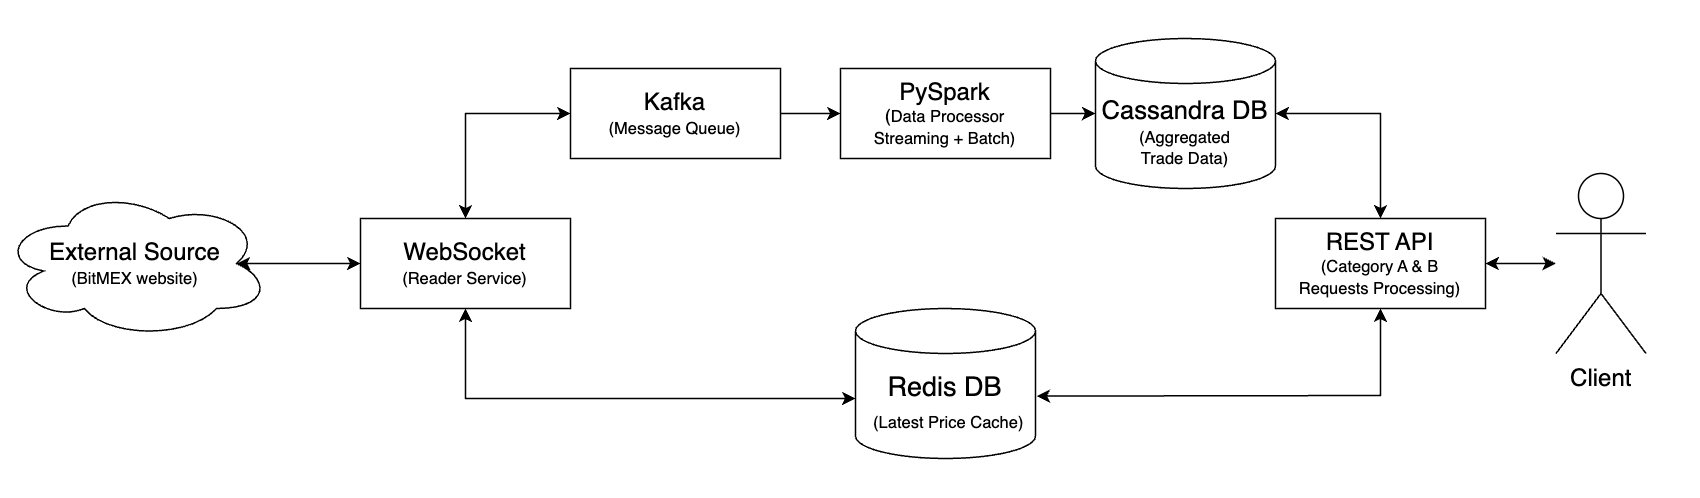 Kafka
(Message Queue)
PySpark
(Data Processor
Streaming + Batch)
Cassandra DB
(Aggregated
Trade Data)
External Source
(BitMEX website)
WebSocket
(Reader Service)
REST API
(Category A & B
Requests Processing)
Redis DB
(Latest Price Cache)
Client